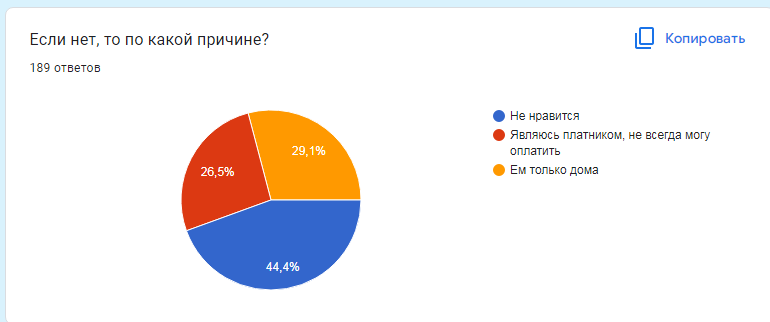 Если нет, то по какой причине?
Копировать
189 ответов
29,1%
26,5%
44,4%
Не нравится
Являюсь платником, не всегда могу
оплатить
Ем только дома